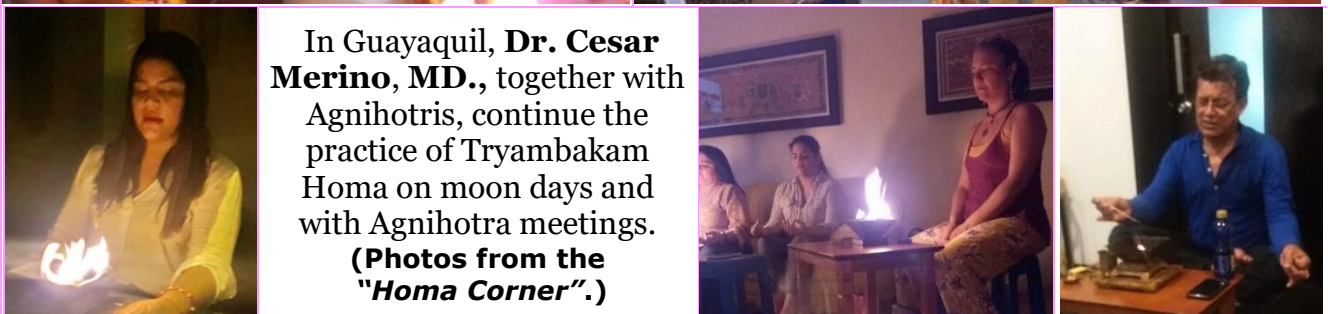 In Guayaquil, Dr. Cesar
Merino, MD., together with
Agnihotris, continue the
practice of Tryambakam
Homa on moon days and
with Agnihotra meetings.
(Photos from the
“Homa Corner”.)